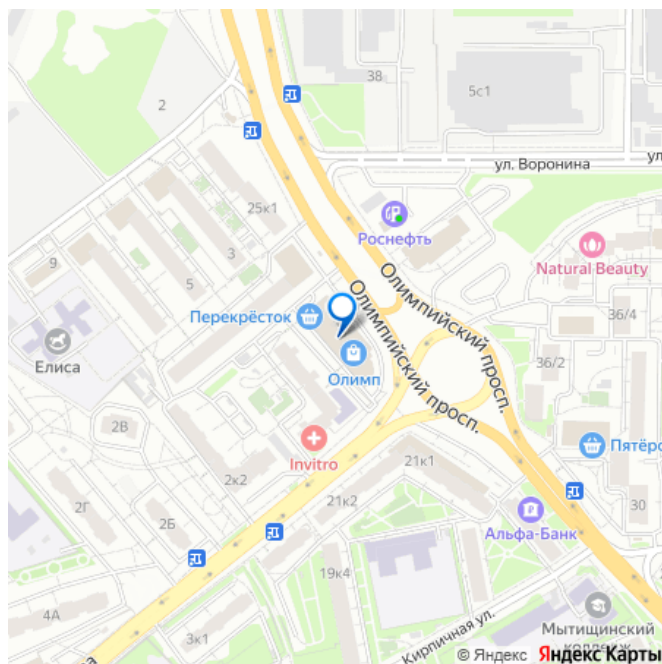 38
5с1
2
ул. Воронина
25к1
Роснефть
3
Natural Beauty
9
5
Олимпийский просп.
Перекрёсток
Олимпийский просп.
36/4
Елиса
Олимп
36/2
2В
Invitro
21к1
2к2
2Г
21к2
30
2Б
Альфа-Банк
19к4
4А
Кирпичная ул.
Мытищинский
3к1
© Яндекс Яндекс Карты